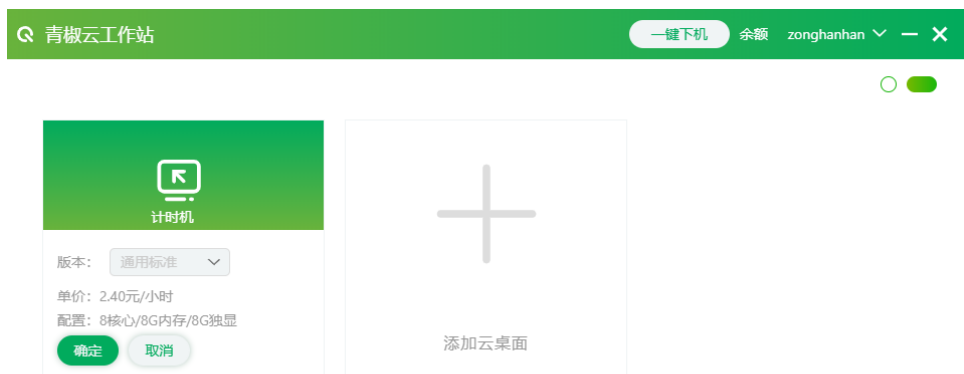 青椒云工作站
一键下机 余额 zonghanhan
计时机
版本： 通用标准
单价：2.40元/小时
配置：8核心/8G内存/8G独显
确定 取消
添加云桌面